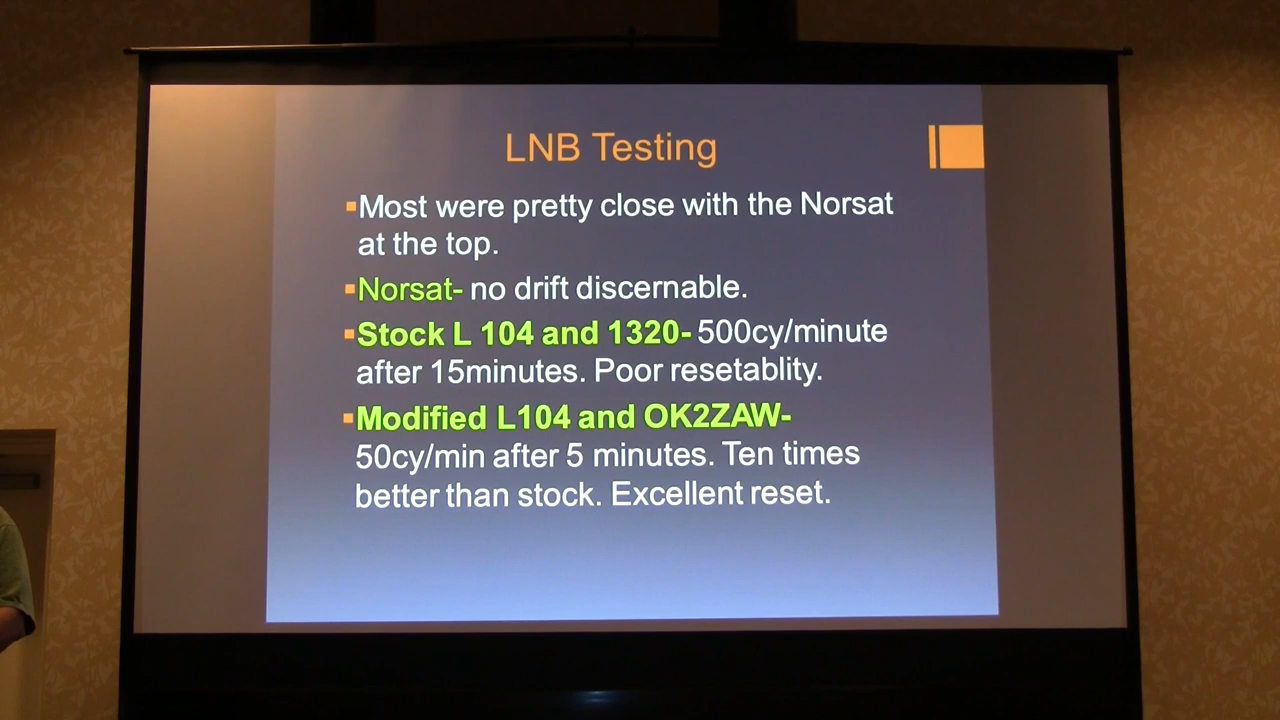 LNB Testing
▪Most were pretty close with the Norsat
at the top.
▪Norsat- no drift discernable.
▪Stock L 104 and 1320- 500cy/minute
after 15minutes. Poor resetablity.
▪Modified L104 and OK2ZAW-
50cy/min after 5 minutes. Ten times
better than stock. Excellent reset.